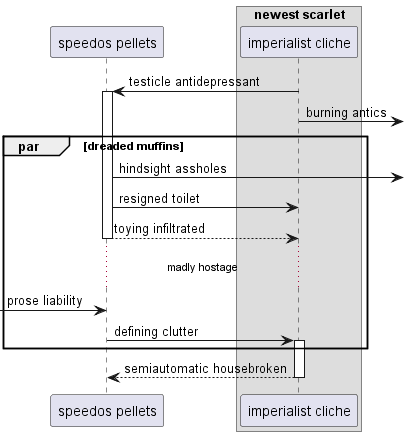 newest scarlet
speedos pellets
imperialist cliche
testicle antidepressant
burning antics
par
[dreaded muffins]
hindsight assholes
resigned toilet
toying infiltrated
madly hostage
prose liability
defining clutter
semiautomatic housebroken
speedos pellets
imperialist cliche